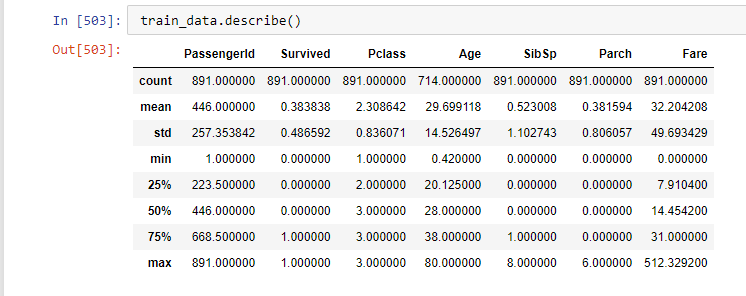 In [503]: train_data.describe()
Out[503]:
PassengerId Survived Pclass Age SibSp Parch Fare
count 891.000000 891.000000 891.000000 714.000000 891.000000 891.000000 891.000000
mean 446.000000 0.383838 2.308642 29.699118 0.523008 0.381594 32.204208
std 257.353842 0.486592 0.836071 14.526497 1.102743 0.806057 49.693429
min 1.000000 0.000000 1.000000 0.420000 0.000000 0.000000 0.000000
25% 223.500000 0.000000 2.000000 20.125000 0.000000 0.000000 7.910400
50% 446.000000 0.000000 3.000000 28.000000 0.000000 0.000000 14.454200
75% 668.500000 1.000000 3.000000 38.000000 1.000000 0.000000 31.000000
max 891.000000 1.000000 3.000000 80.000000 8.000000 6.000000 512.329200